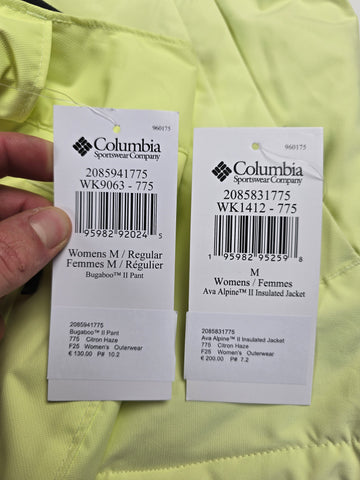 960175
Columbia
Sportswear Company
2085941775
WK9063 - 775
1 95982 92024 5
Womens M / Regular
Femmes M / Régulier
Bugaboo™ II Pant
2085941775
Bugaboo™ II Pant
775 Citron Haze
F25 Women's Outerwear
€ 130.00 P# 10.2
960175
Columbia
Sportswear Company
2085831775
WK1412 - 775
1 95982 95259 8
M
Womens / Femmes
Ava Alpine™ II Insulated Jacket
2085831775
Ava Alpine™ II Insulated Jacket
775 Citron Haze
F25 Women's Outerwear
€ 200.00 P# 7.2